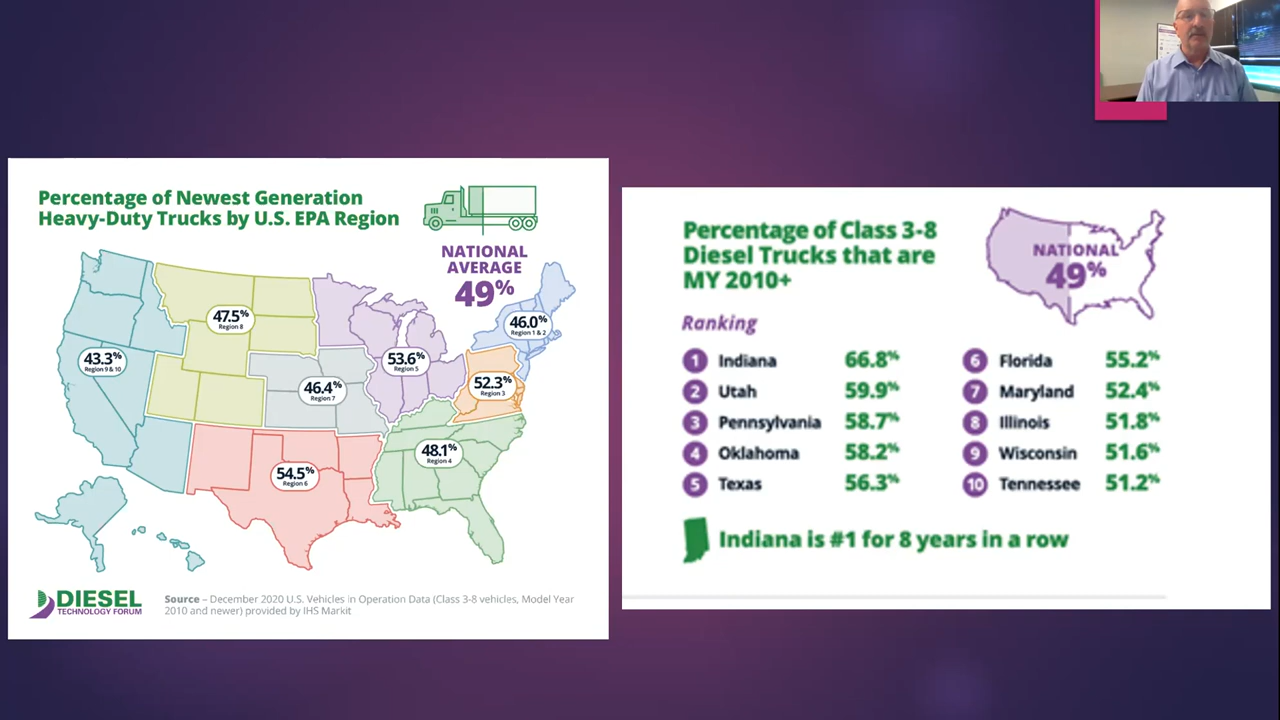 Percentage of Newest Generation
Heavy-Duty Trucks by U.S. EPA Region
NATIONAL
AVERAGE
49%
47.5%
Region 8
46.0%
Region 1 & 2
43.3%
Region 9 & 10
53.6%
Region 5
46.4%
Region 7
52.3%
Region 3
48.1%
Region 4
54.5%
Region 6
DIESEL
TECHNOLOGY FORUM
Source – December 2020 U.S. Vehicles in Operation Data (Class 3-8 vehicles, Model Year
2010 and newer) provided by IHS Markit
Percentage of Class 3-8
Diesel Trucks that are
MY 2010+
NATIONAL
49%
Ranking
1 Indiana 66.8%
2 Utah 59.9%
3 Pennsylvania 58.7%
4 Oklahoma 58.2%
5 Texas 56.3%
6 Florida 55.2%
7 Maryland 52.4%
8 Illinois 51.8%
9 Wisconsin 51.6%
10 Tennessee 51.2%
Indiana is #1 for 8 years in a row